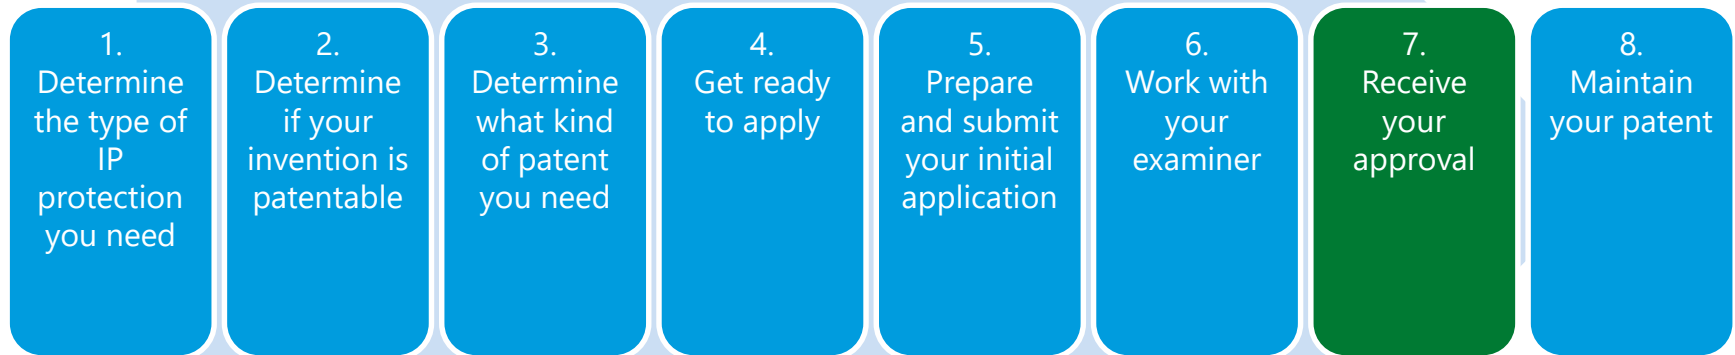 1.
Determine
the type of
IP
protection
you need
2.
Determine
if your
invention is
patentable
3.
Determine
what kind
of patent
you need
4.
Get ready
to apply
5.
Prepare
and submit
your initial
application
6.
Work with
your
examiner
7.
Receive
your
approval
8.
Maintain
your patent